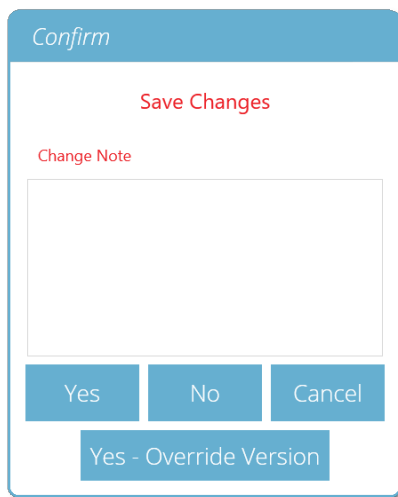 Confirm
Save Changes
Change Note
Yes No Cancel
Yes - Override Version